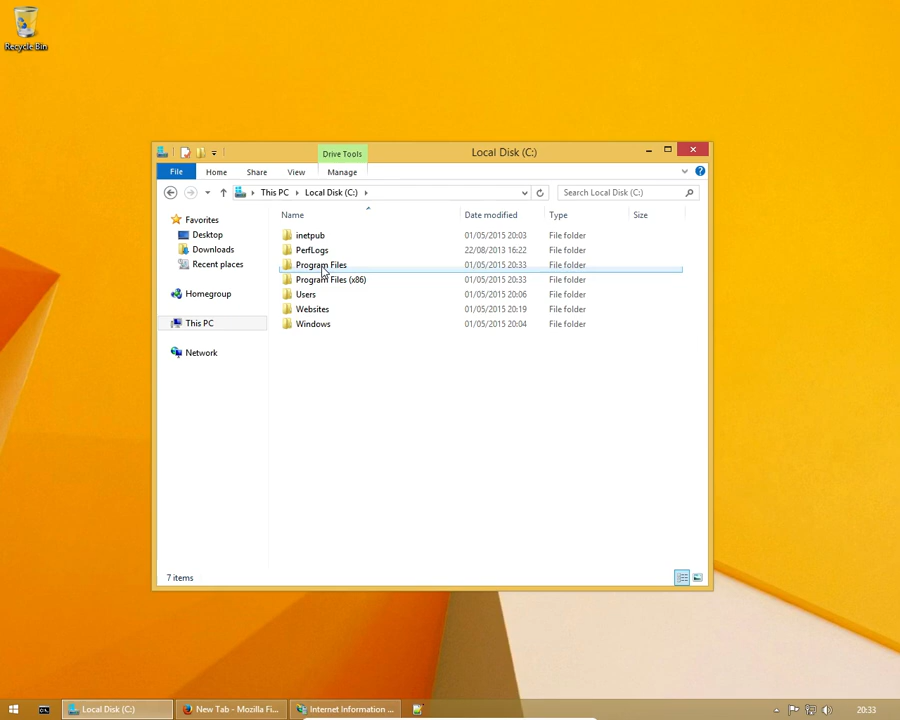 Recycle Bin
Drive Tools
Local Disk (C:)
File
Home
Share
View
Manage
This PC
Local Disk (C:)
Search Local Disk (C:)
Name
Date modified
Type
Size
Favorites
Desktop
Downloads
Recent places
Homegroup
This PC
Network
inetpub 01/05/2015 20:03 File folder
PerfLogs 22/08/2013 16:22 File folder
Program Files 01/05/2015 20:33 File folder
Program Files (x86) 01/05/2015 20:33 File folder
Users 01/05/2015 20:06 File folder
Websites 01/05/2015 20:19 File folder
Windows 01/05/2015 20:04 File folder
7 items
Local Disk (C:)
New Tab - Mozilla Fi...
Internet Information ...
20:33